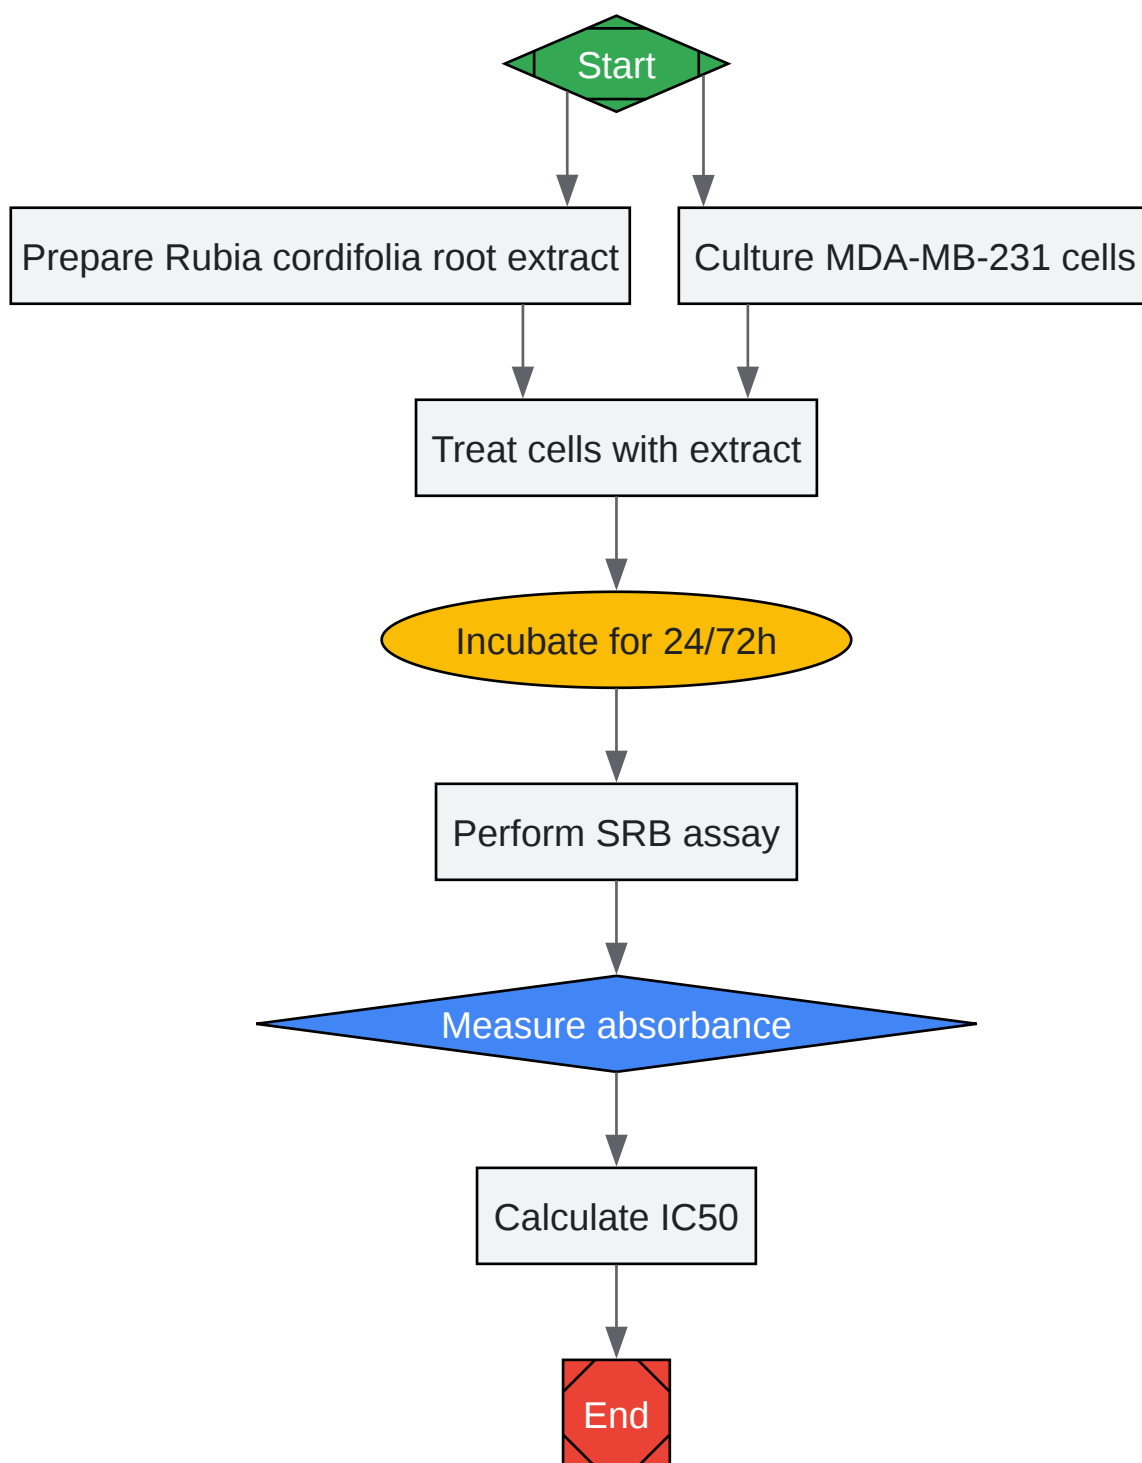 Start
Prepare Rubia cordifolia root extract
Culture MDA-MB-231 cells
Treat cells with extract
Incubate for 24/72h
Perform SRB assay
Measure absorbance
Calculate IC50
End